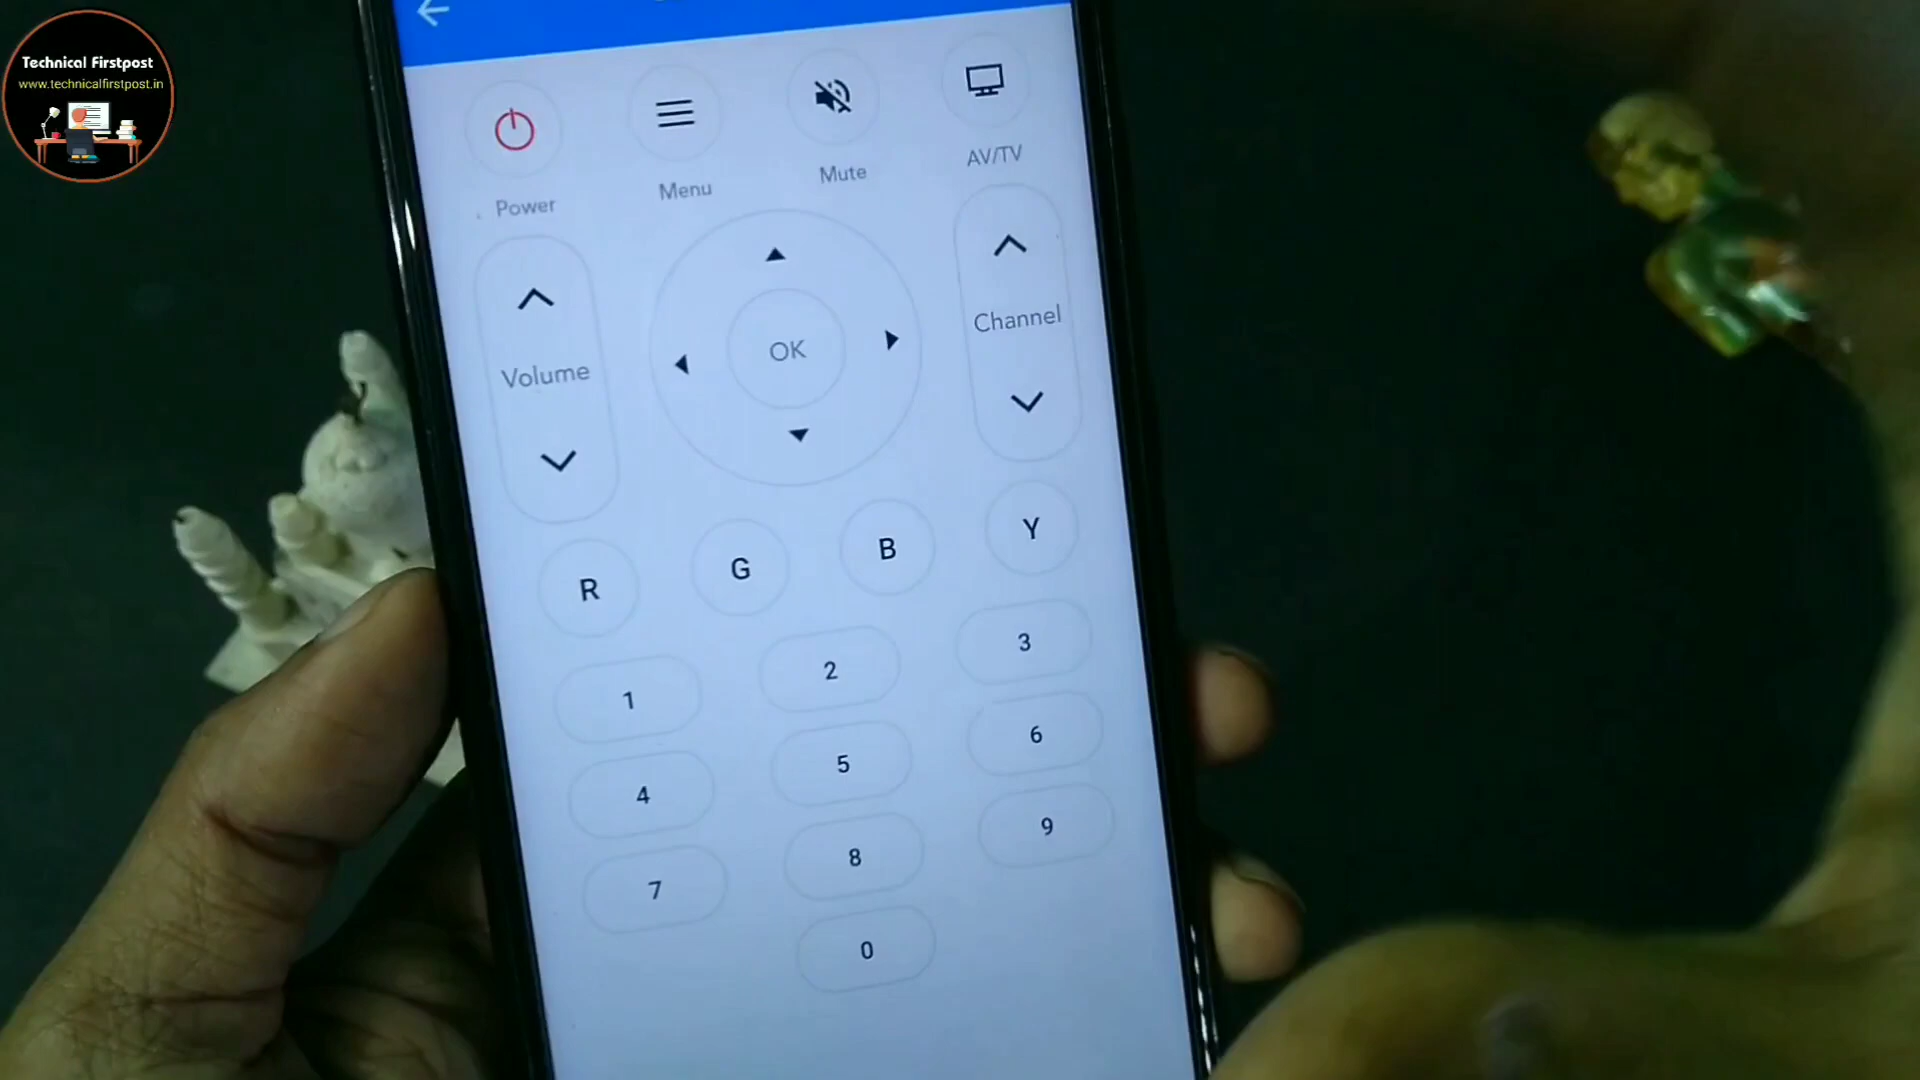 Technical Firstpost
www.technicalfirstpost.in
Power
Menu
Mute
AV/TV
Volume
OK
Channel
R G B Y
1 2 3
4 5 6
7 8 9
0